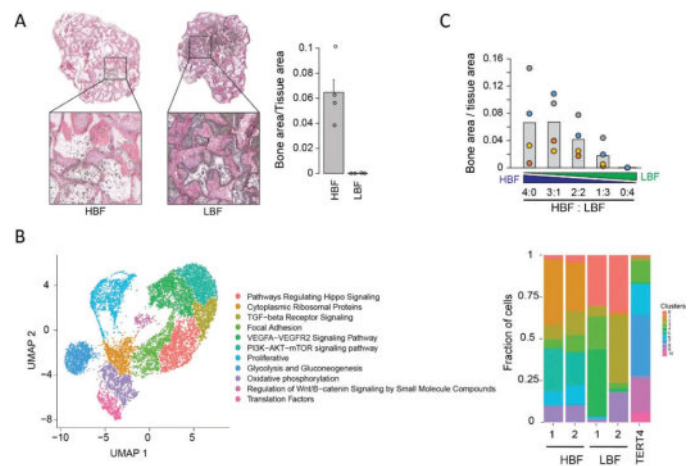 A
HBF
LBF
Bone area/Tissue area
0.12
0.1
0.08
0.06
0.04
0.02
0
HBF
LBF
C
Bone area / tissue area
0.16
0.12
0.08
0.04
0.00
HBF
LBF
4:0 3:1 2:2 1:3 0:4
HBF : LBF
B
UMAP 2
4
0
−4
−8
−10 −5 0 5
UMAP 1
Pathways Regulating Hippo Signaling
Cytoplasmic Ribosomal Proteins
TGF-beta Receptor Signaling
Focal Adhesion
VEGFA−VEGFR2 Signaling Pathway
PI3K−AKT−mTOR signaling pathway
Proliferative
Glycolysis and Gluconeogenesis
Oxidative phosphorylation
Regulation of Wnt/B−catenin Signaling by Small Molecule Compounds
Translation Factors
Fraction of cells
1
0.75
0.5
0.25
0
1 2 1 2
HBF LBF
TERT4
Clusters